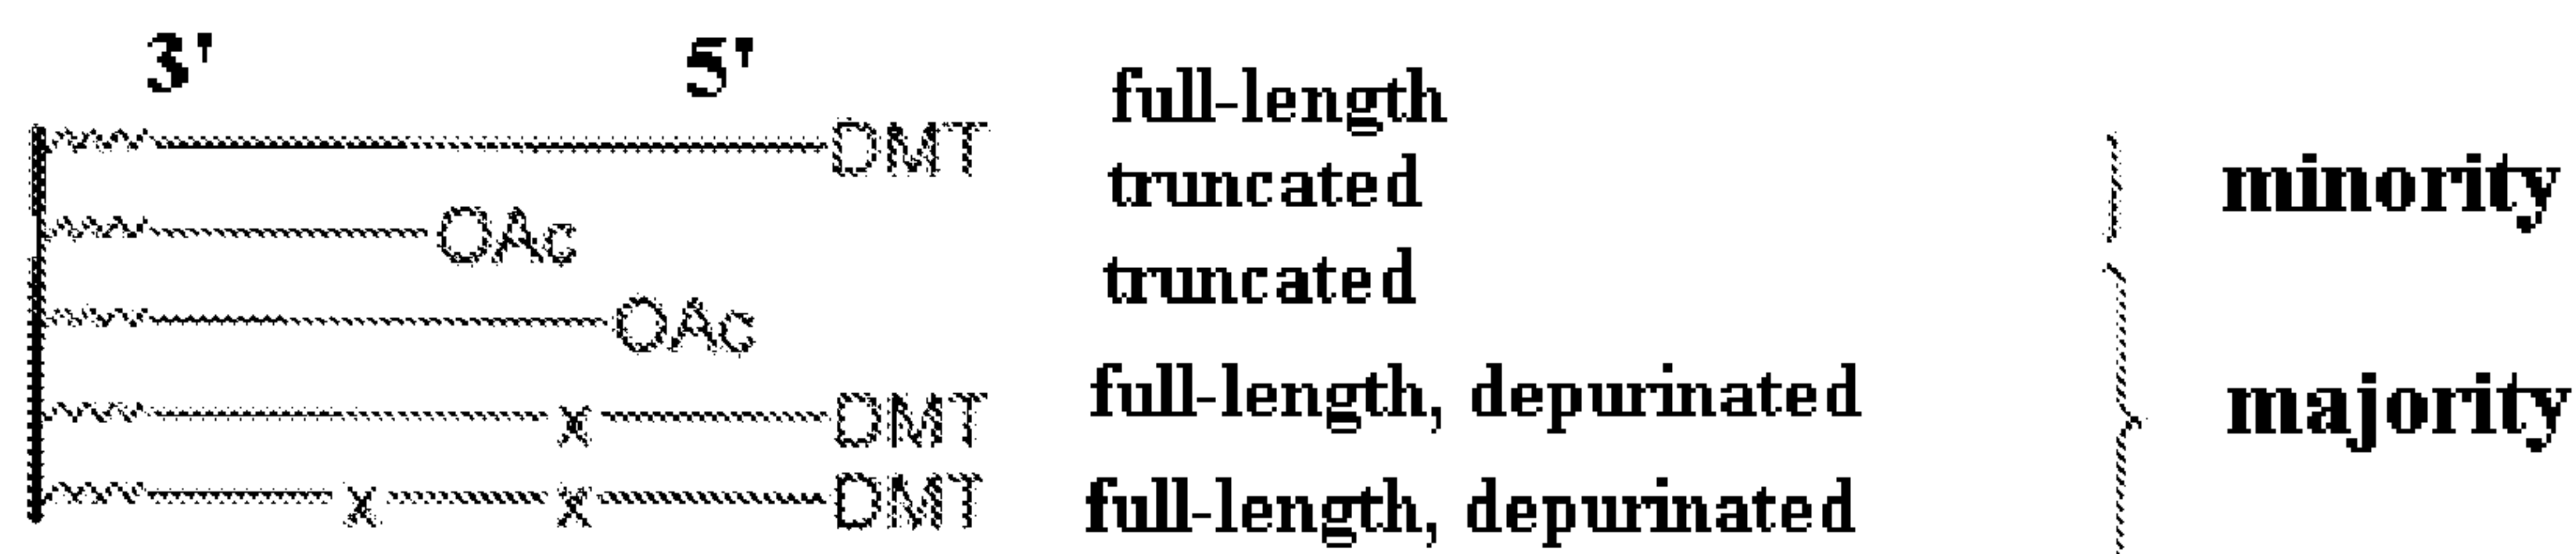 3' 5'
DMT full-length
truncated minority
OAc
truncated
OAc
x DMT full-length, depurinated majority
x x DMT full-length, depurinated